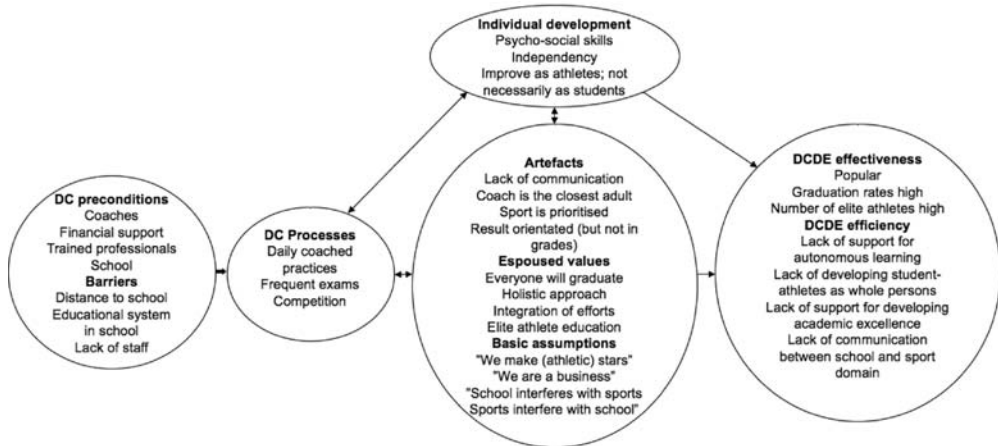 Individual development
Psycho-social skills
Independency
Improve as athletes; not
necessarily as students
DC preconditions
Coaches
Financial support
Trained professionals
School
Barriers
Distance to school
Educational system
in school
Lack of staff
DC Processes
Daily coached
practices
Frequent exams
Competition
Artefacts
Lack of communication
Coach is the closest adult
Sport is prioritised
Result orientated (but not in
grades)
Espoused values
Everyone will graduate
Holistic approach
Integration of efforts
Elite athlete education
Basic assumptions
"We make (athletic) stars"
"We are a business"
"School interferes with sports
Sports interfere with school"
DCDE effectiveness
Popular
Graduation rates high
Number of elite athletes high
DCDE efficiency
Lack of support for
autonomous learning
Lack of developing student-
athletes as whole persons
Lack of support for developing
academic excellence
Lack of communication
between school and sport
domain